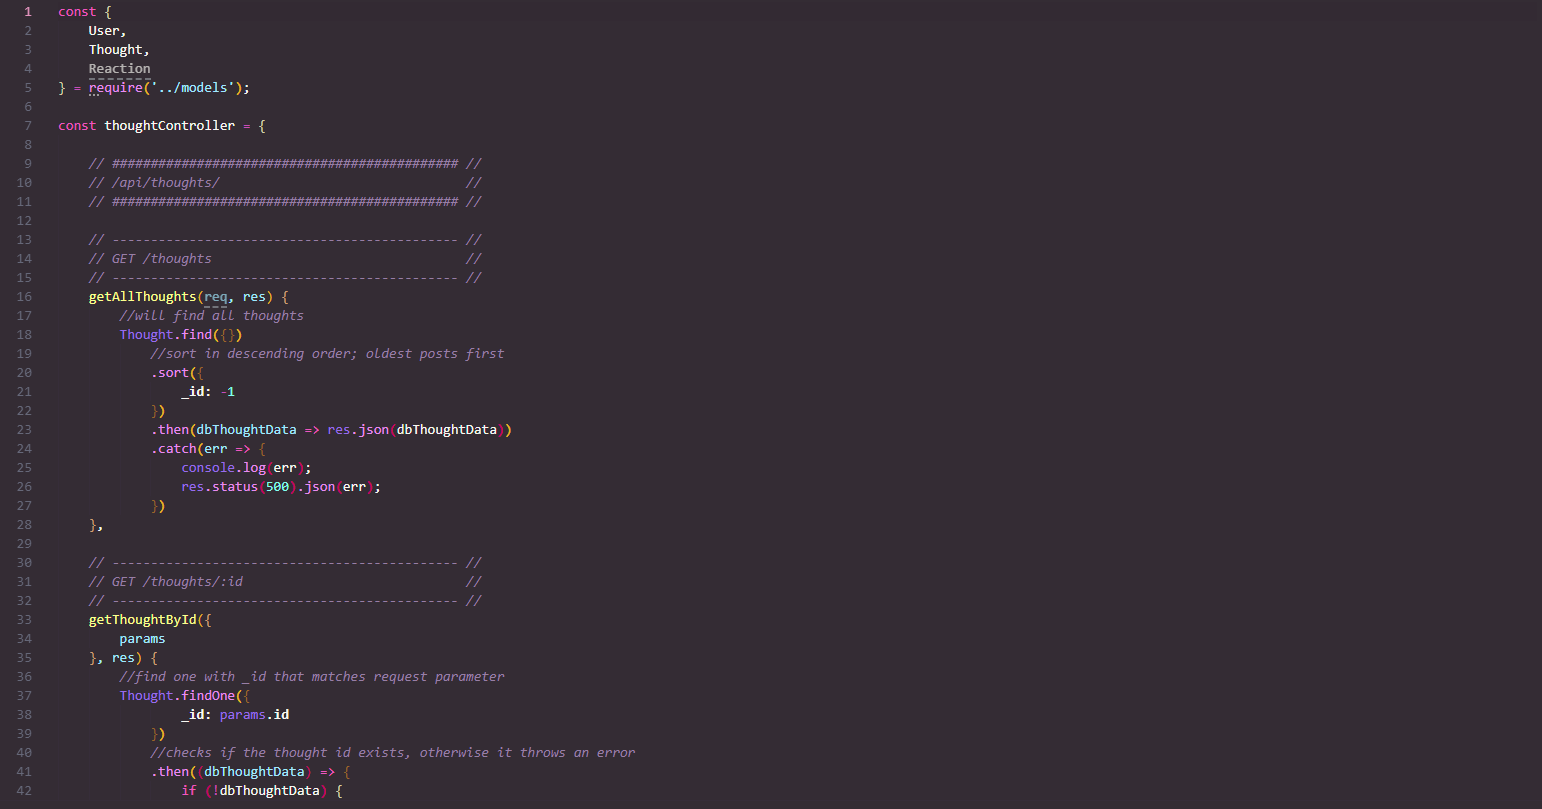 1 const {
2     User,
3     Thought,
4     Reaction
5 } = require('../models');
6
7 const thoughtController = {
8
9     // ############################################# //
10     // /api/thoughts/                                //
11     // ############################################# //
12
13     // --------------------------------------------- //
14     // GET /thoughts                                 //
15     // --------------------------------------------- //
16     getAllThoughts(req, res) {
17         //will find all thoughts
18         Thought.find({})
19             //sort in descending order; oldest posts first
20             .sort({
21                 _id: -1
22             })
23             .then(dbThoughtData => res.json(dbThoughtData))
24             .catch(err => {
25                 console.log(err);
26                 res.status(500).json(err);
27             })
28     },
29
30     // --------------------------------------------- //
31     // GET /thoughts/:id                             //
32     // --------------------------------------------- //
33     getThoughtById({
34         params
35     }, res) {
36         //find one with _id that matches request parameter
37         Thought.findOne({
38                 _id: params.id
39             })
40             //checks if the thought id exists, otherwise it throws an error
41             .then((dbThoughtData) => {
42                 if (!dbThoughtData) {